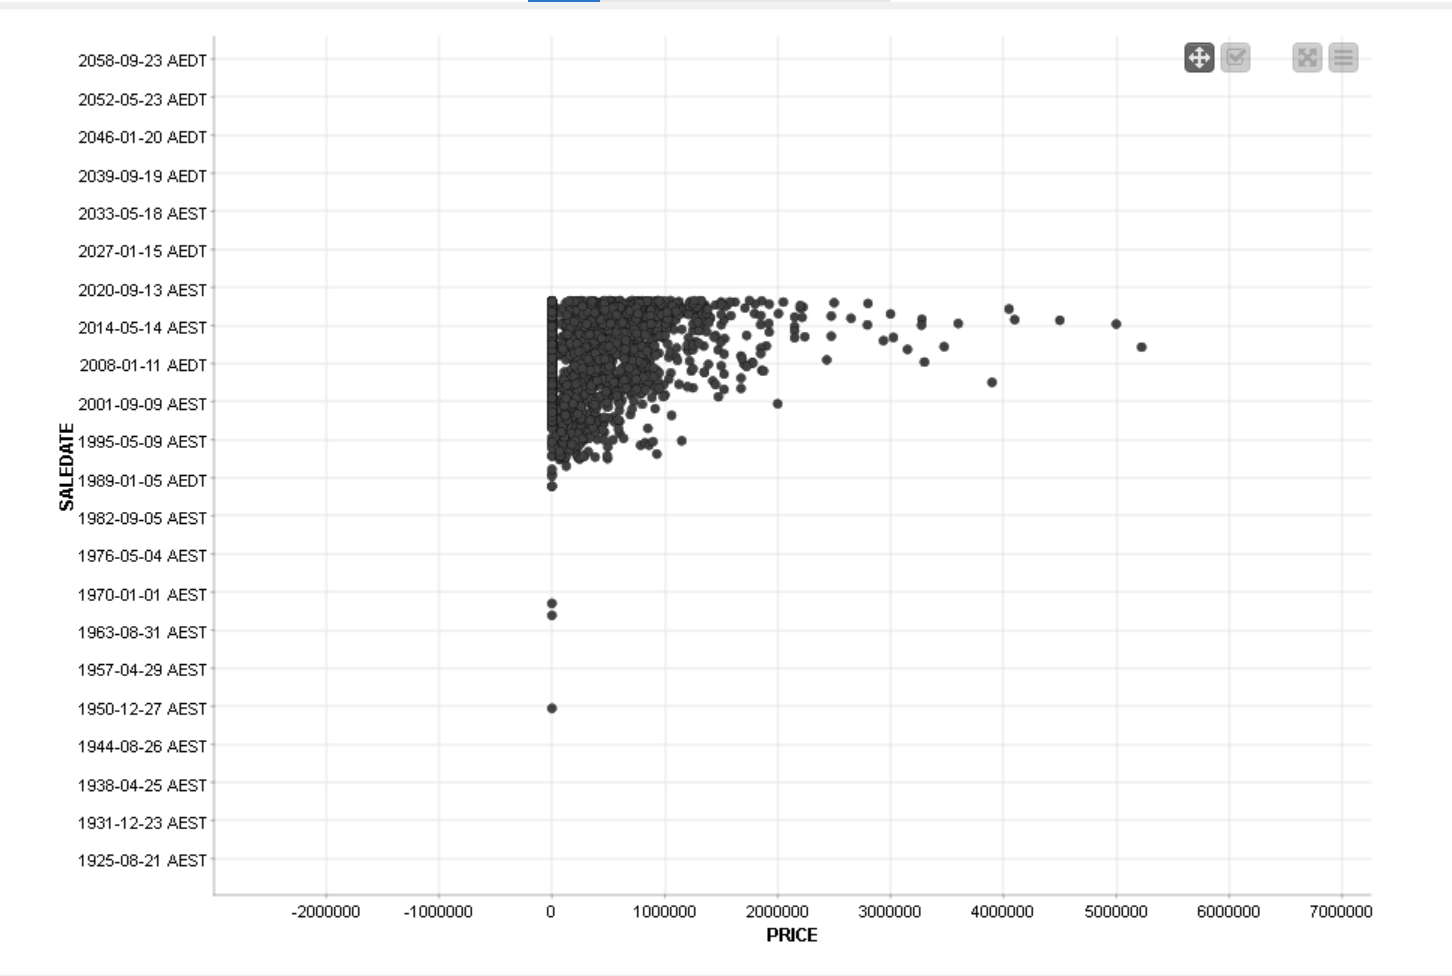 2058-09-23 AEDT
2052-05-23 AEDT
2046-01-20 AEDT
2039-09-19 AEDT
2033-05-18 AEST
2027-01-15 AEDT
2020-09-13 AEST
2014-05-14 AEST
2008-01-11 AEDT
2001-09-09 AEST
1995-05-09 AEST
1989-01-05 AEDT
1982-09-05 AEST
1976-05-04 AEST
1970-01-01 AEST
1963-08-31 AEST
1957-04-29 AEST
1950-12-27 AEST
1944-08-26 AEST
1938-04-25 AEST
1931-12-23 AEST
1925-08-21 AEST
SALEDATE
-2000000 -1000000 0 1000000 2000000 3000000 4000000 5000000 6000000 7000000
PRICE